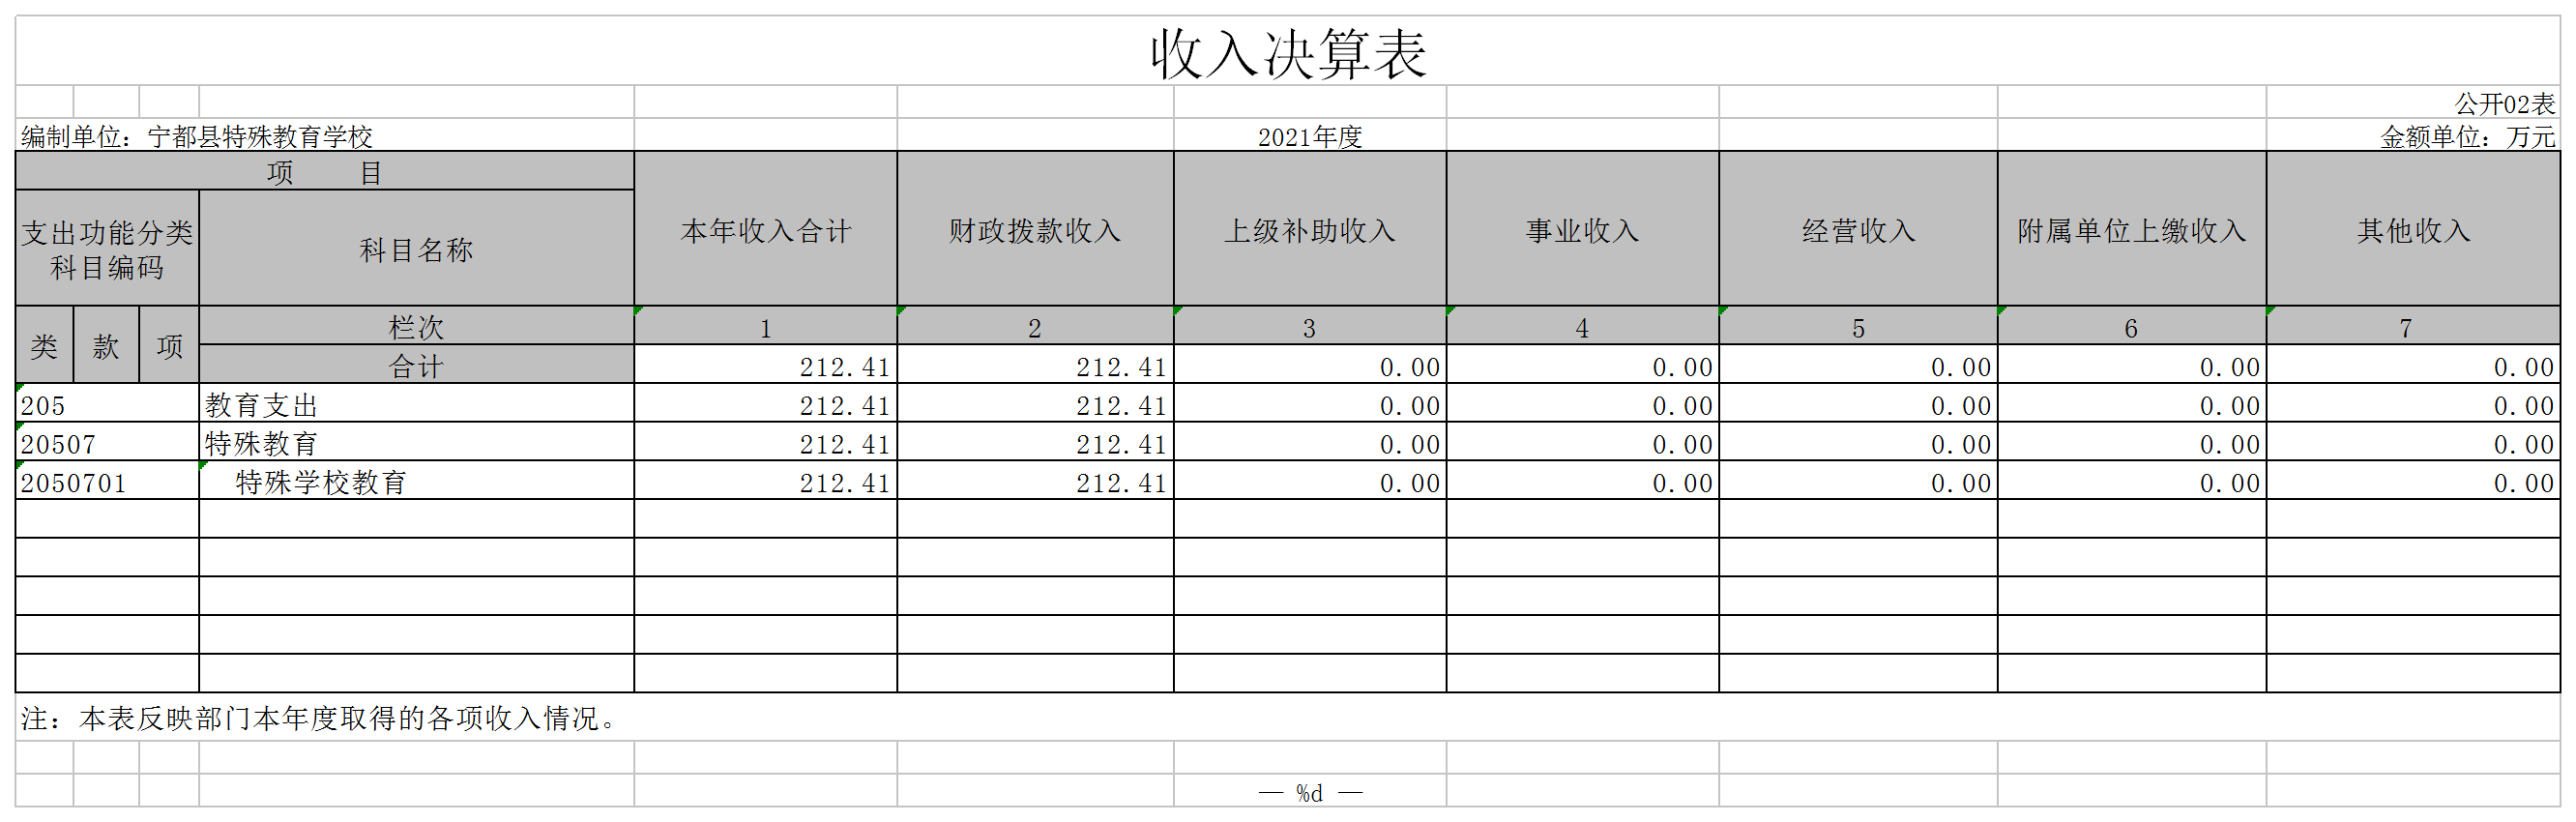 收入决算表
公开02表
编制单位：宁都县特殊教育学校 2021年度 金额单位：万元
项 目 本年收入合计 财政拨款收入 上级补助收入 事业收入 经营收入 附属单位上缴收入 其他收入
支出功能分类
科目编码 科目名称
类 款 项 栏次 1 2 3 4 5 6 7
合计 212.41 212.41 0.00 0.00 0.00 0.00 0.00
205 教育支出 212.41 212.41 0.00 0.00 0.00 0.00 0.00
20507 特殊教育 212.41 212.41 0.00 0.00 0.00 0.00 0.00
2050701 特殊学校教育 212.41 212.41 0.00 0.00 0.00 0.00 0.00
注：本表反映部门本年度取得的各项收入情况。
— %d —